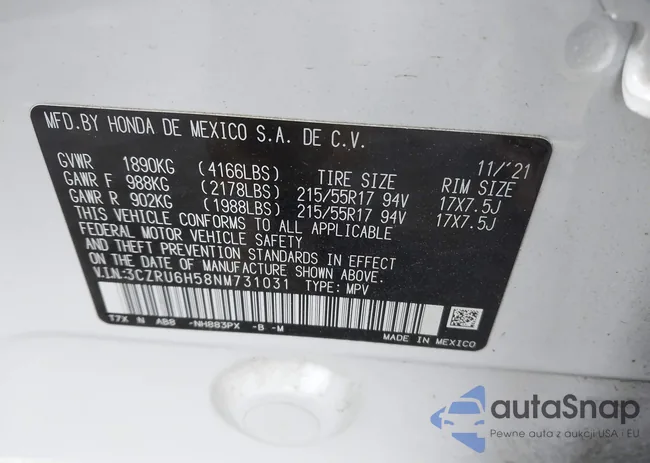 MFD.BY HONDA DE MEXICO S.A. DE C.V.
11/'21
GVWR 1890KG (4166LBS) TIRE SIZE RIM SIZE
GAWR F 988KG (2178LBS) 215/55R17 94V 17X7.5J
GAWR R 902KG (1988LBS) 215/55R17 94V 17X7.5J
THIS VEHICLE CONFORMS TO ALL APPLICABLE
FEDERAL MOTOR VEHICLE SAFETY
AND THEFT PREVENTION STANDARDS IN EFFECT
ON THE DATE OF MANUFACTURE SHOWN ABOVE.
V.I.N:3CZRU6H58NM731031 TYPE: MPV
T7X N AB8 -NH883PX -B -M
MADE IN MEXICO
autoSnap
Pewne auta z aukcji USA i EU